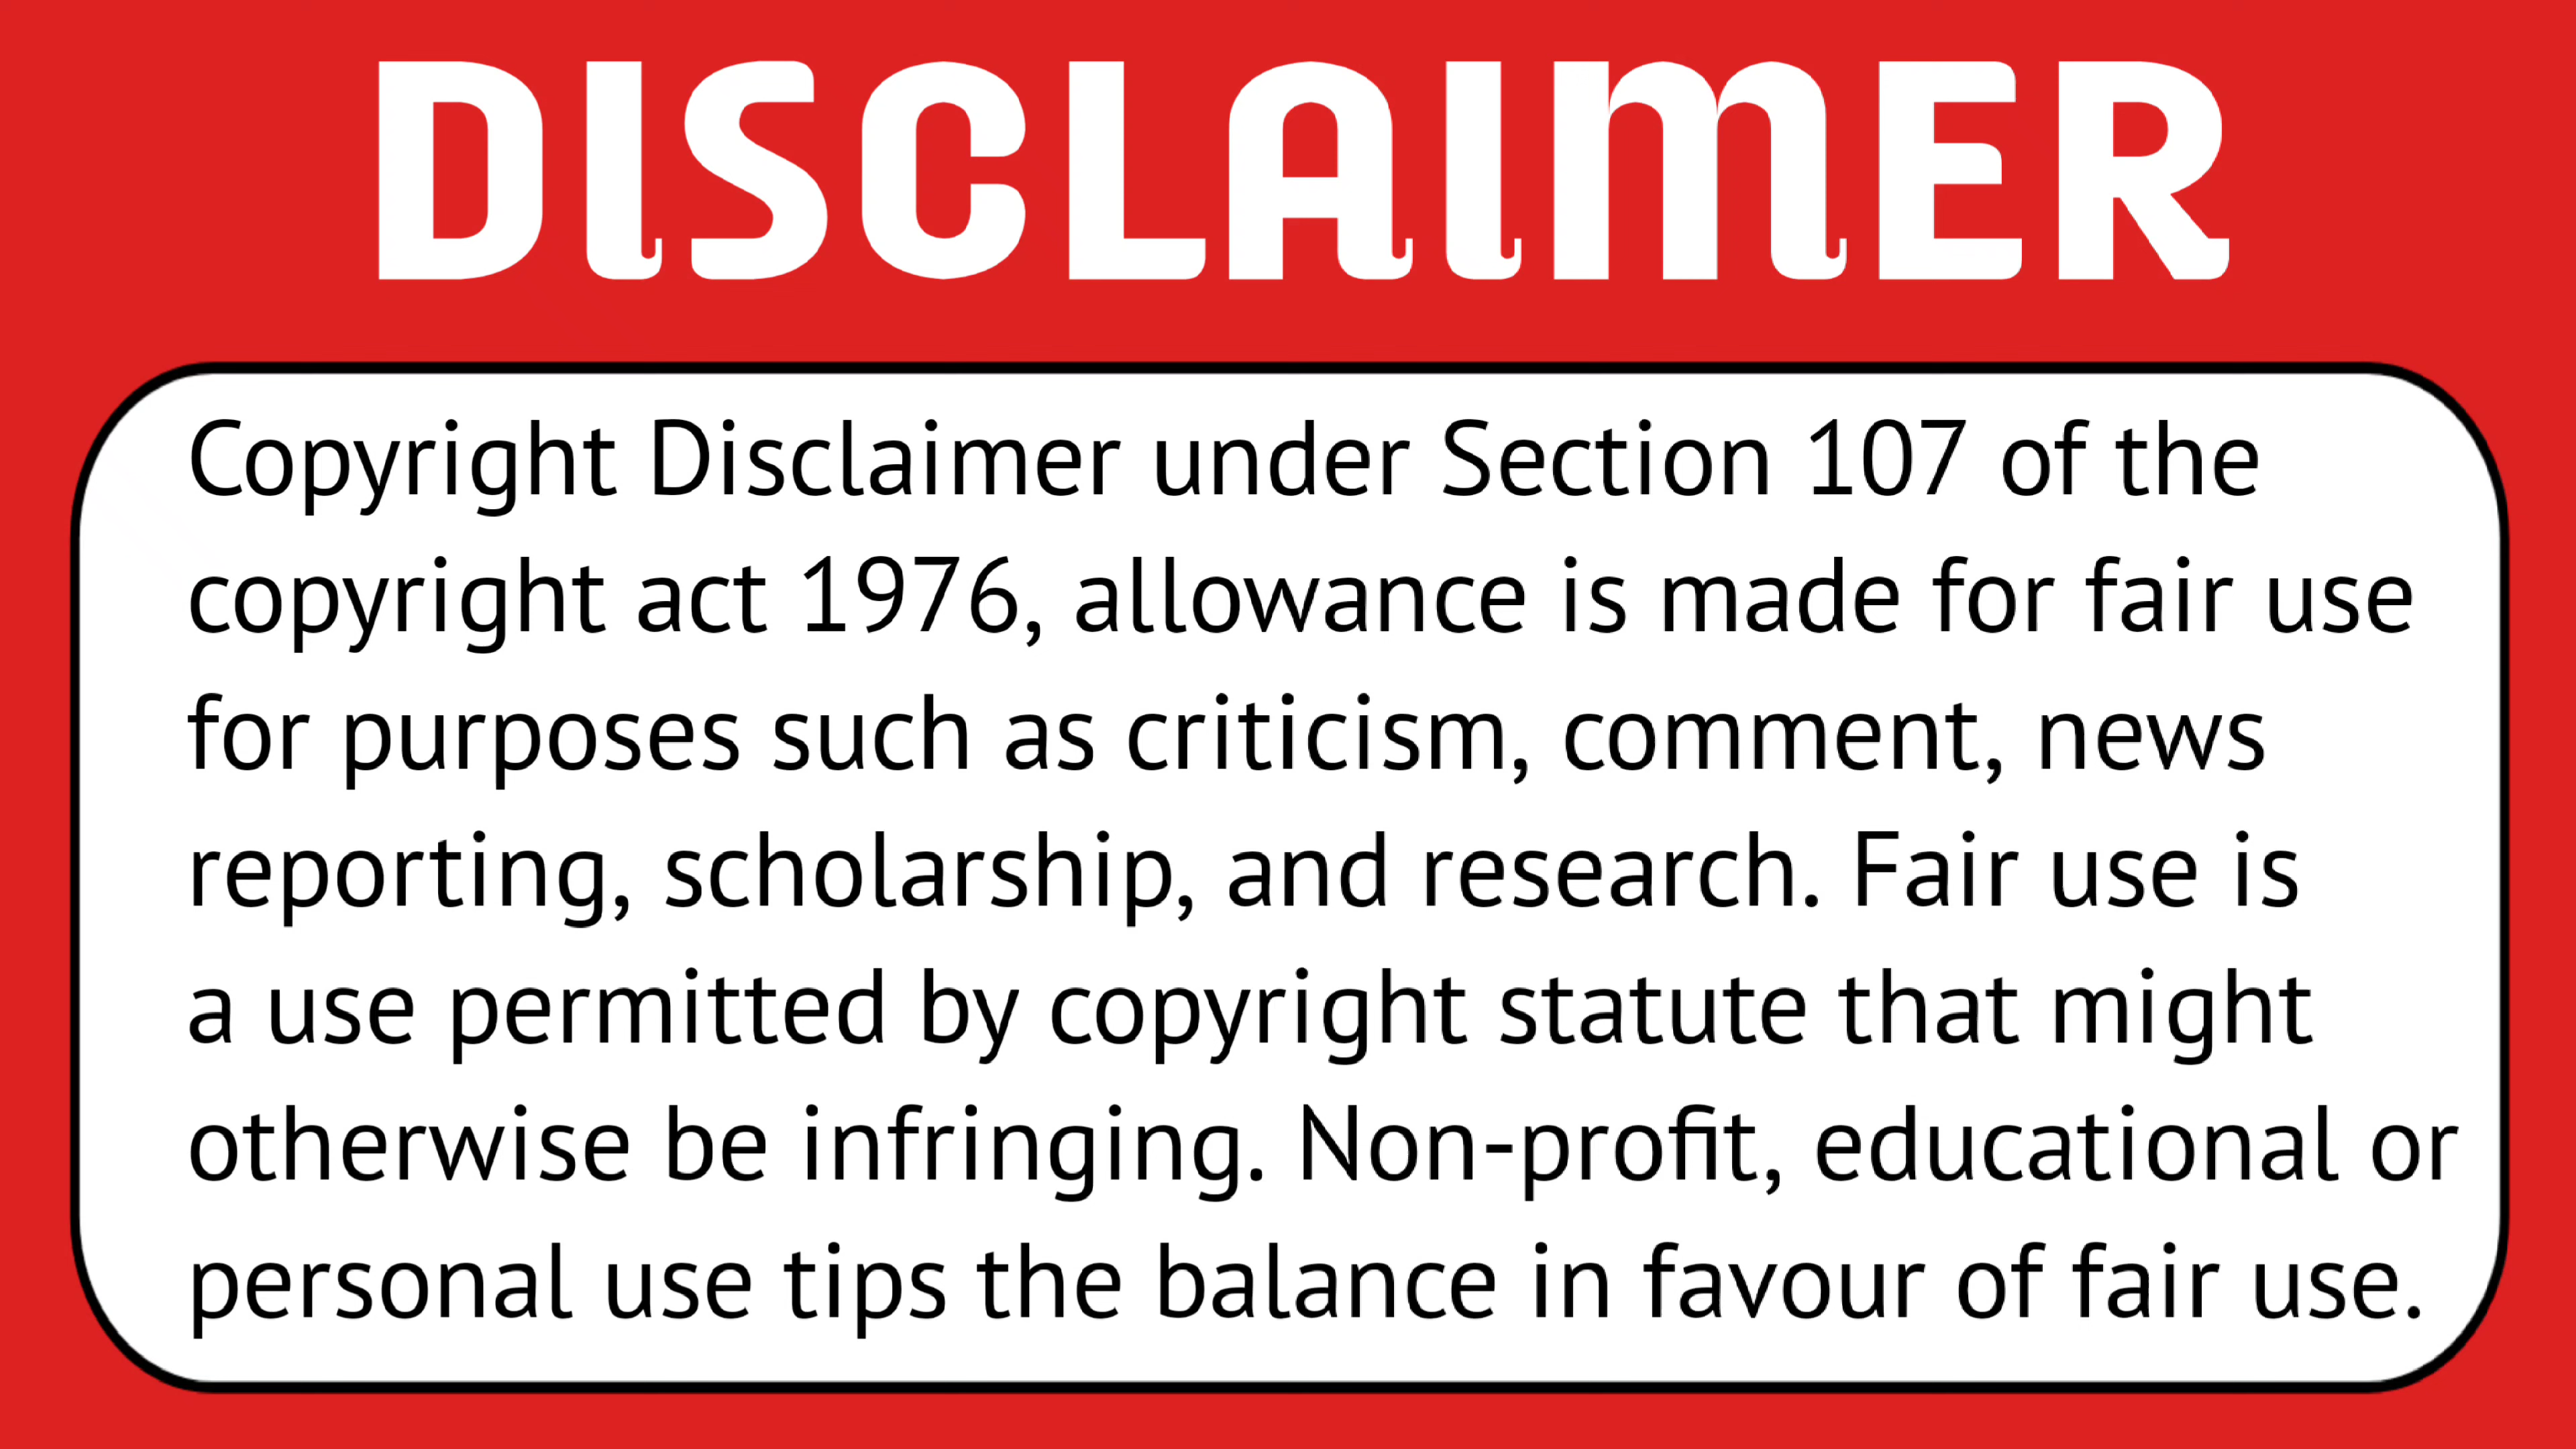 DISCLAIMER
Copyright Disclaimer under Section 107 of the
copyright act 1976, allowance is made for fair use
for purposes such as criticism, comment, news
reporting, scholarship, and research. Fair use is
a use permitted by copyright statute that might
otherwise be infringing. Non-profit, educational or
personal use tips the balance in favour of fair use.